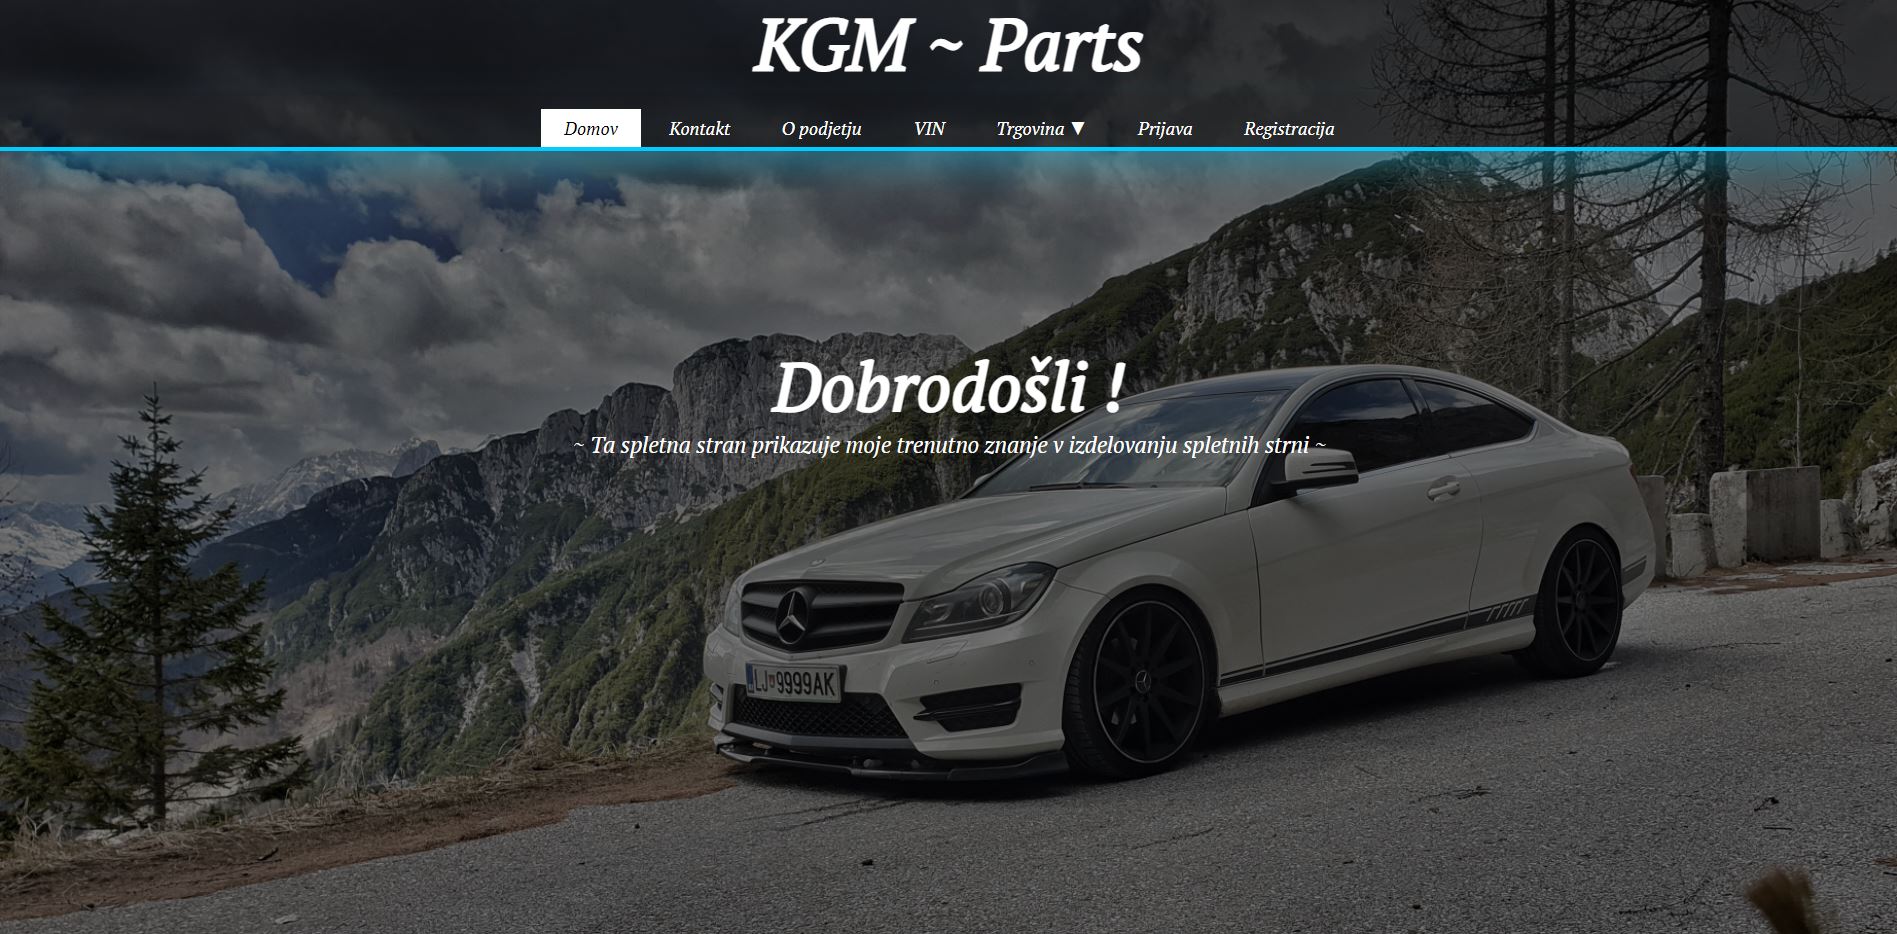 KGM ~ Parts
Domov Kontakt O podjetju VIN Trgovina ▼ Prijava Registracija
Dobrodošli !
~ Ta spletna stran prikazuje moje trenutno znanje v izdelovanju spletnih strni ~
LJ 9999AK